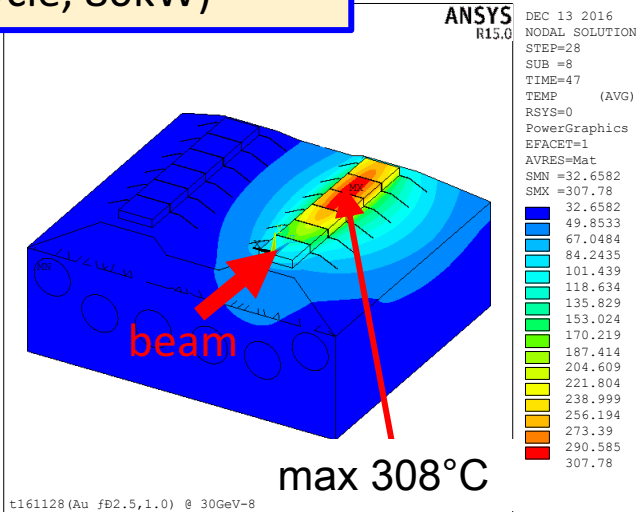 cle, 80kW)
ANSYS
R15.0
DEC 13 2016
NODAL SOLUTION
STEP=28
SUB =8
TIME=47
TEMP (AVG)
RSYS=0
PowerGraphics
EFACET=1
AVRES=Mat
SMN =32.6582
SMX =307.78
32.6582
49.8533
67.0484
84.2435
101.439
118.634
135.829
153.024
170.219
187.414
204.609
221.804
238.999
256.194
273.39
290.585
307.78
MX
MN
beam
max 308°C
t161128(Au fÐ2.5,1.0) @ 30GeV-8